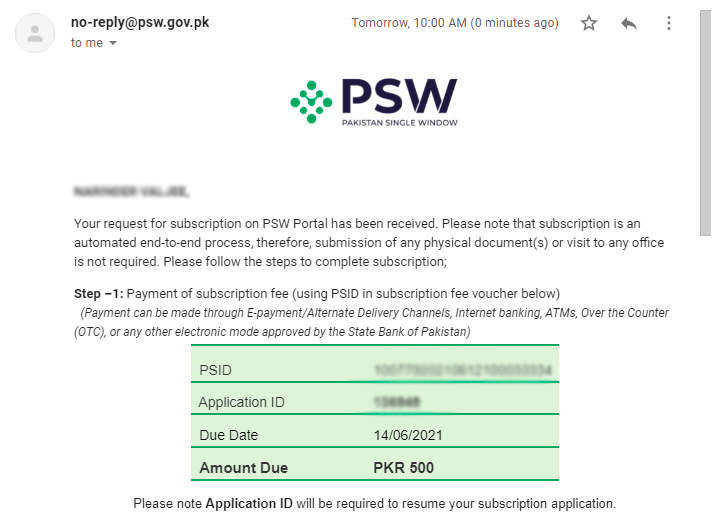 no-reply@psw.gov.pk
Tomorrow, 10:00 AM (0 minutes ago)
to me
PSW
PAKISTAN SINGLE WINDOW
Your request for subscription on PSW Portal has been received. Please note that subscription is an
automated end-to-end process, therefore, submission of any physical document(s) or visit to any office
is not required. Please follow the steps to complete subscription;
Step –1: Payment of subscription fee (using PSID in subscription fee voucher below)
(Payment can be made through E-payment/Alternate Delivery Channels, Internet banking, ATMs, Over the Counter
(OTC), or any other electronic mode approved by the State Bank of Pakistan)
PSID
Application ID
Due Date 14/06/2021
Amount Due PKR 500
Please note Application ID will be required to resume your subscription application.